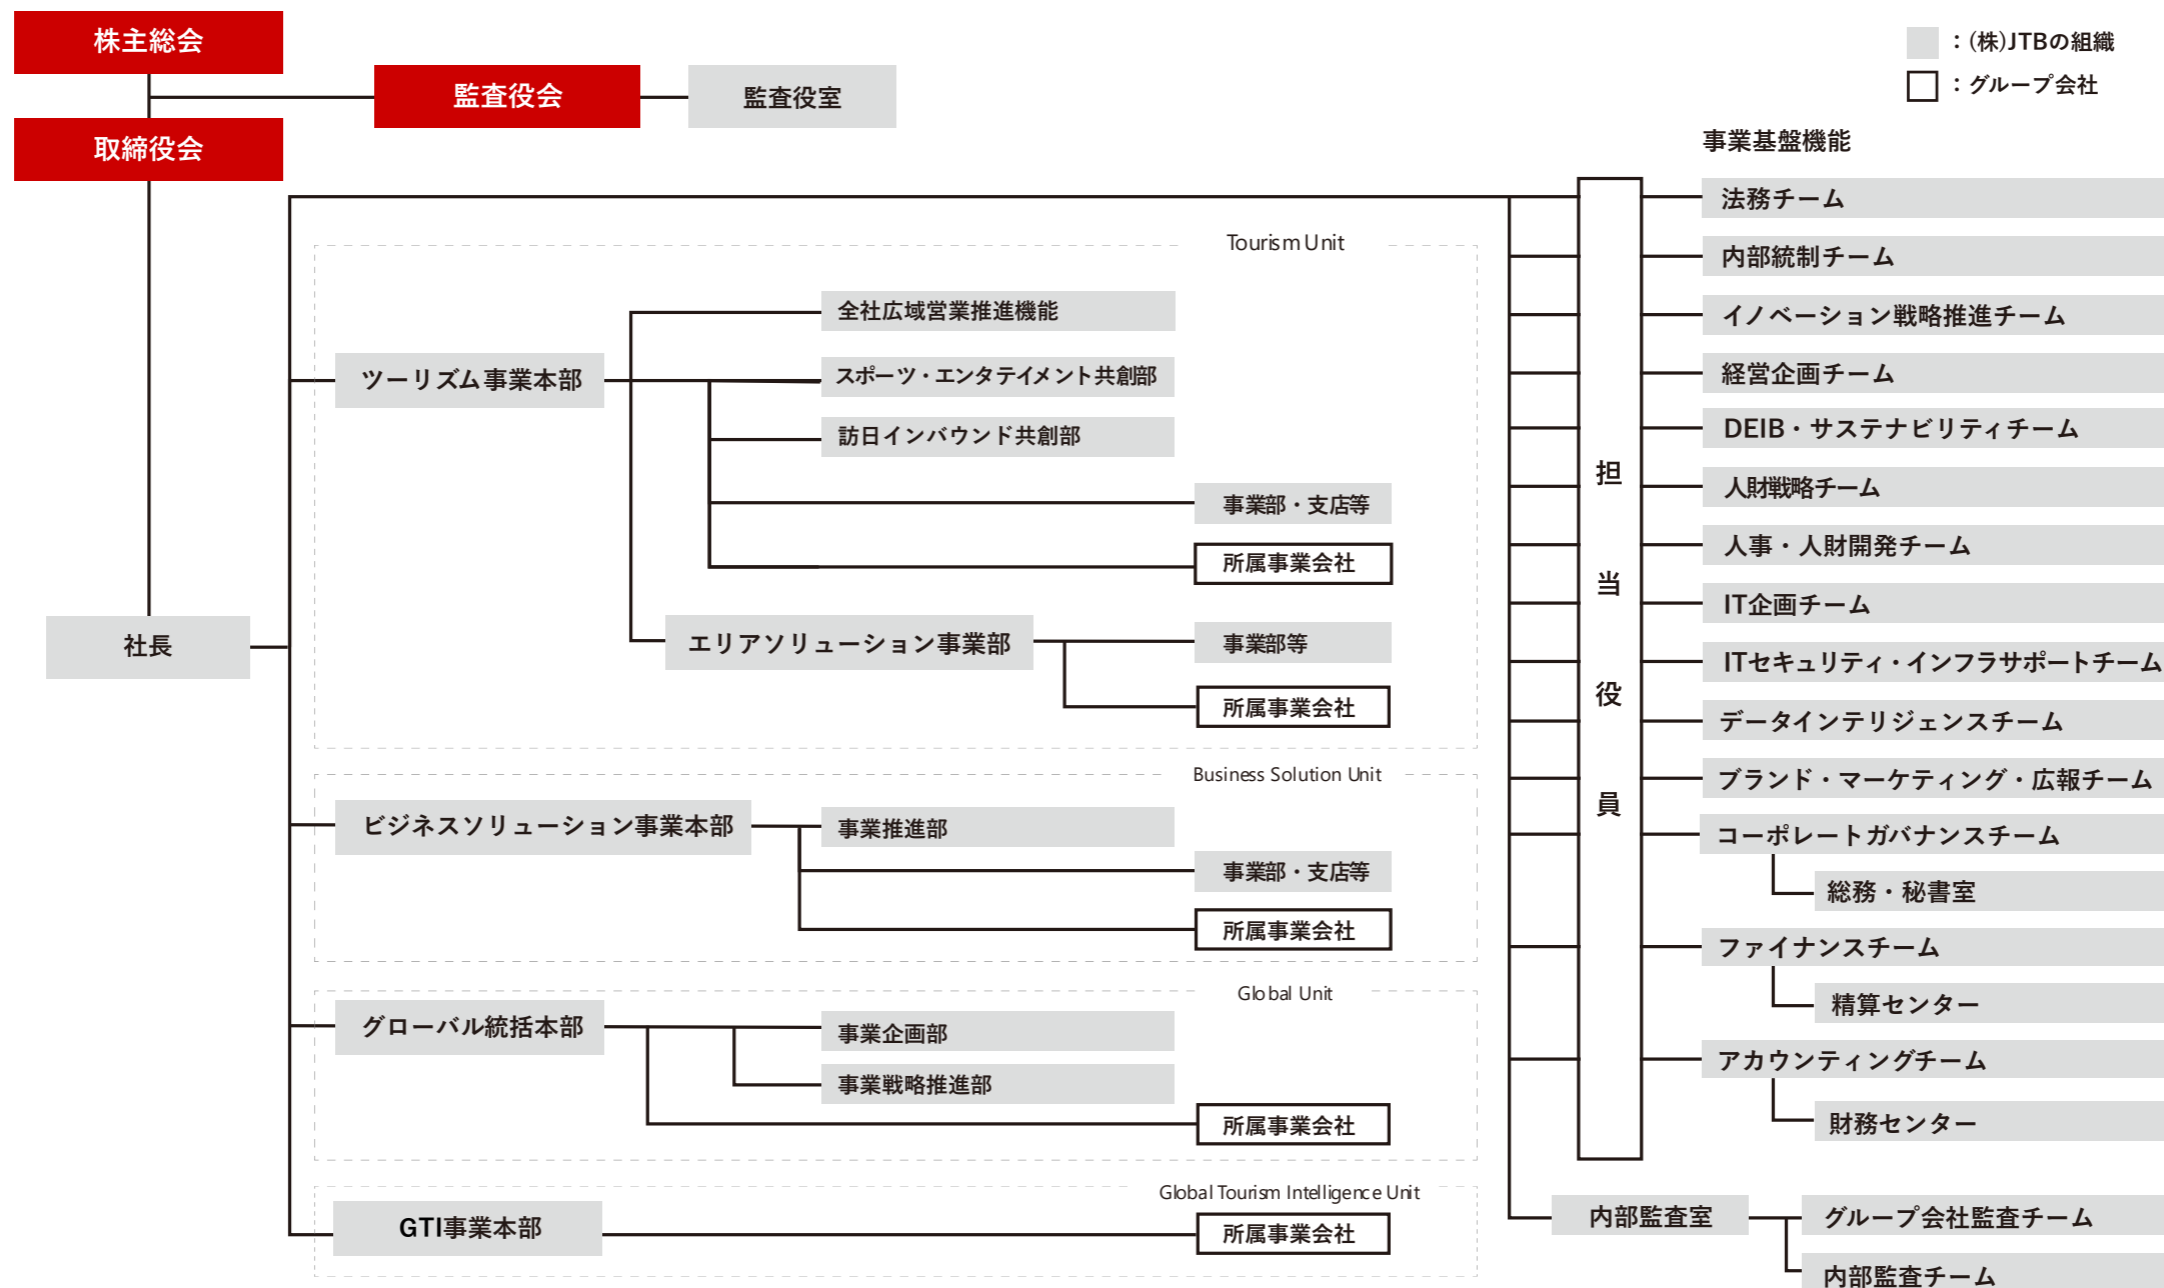 株主総会
監査役会
監査役室
取締役会
：(株)JTBの組織
：グループ会社
社長
Tourism Unit
ツーリズム事業本部
全社広域営業推進機能
スポーツ・エンタテイメント共創部
訪日インバウンド共創部
事業部・支店等
所属事業会社
エリアソリューション事業部
事業部等
所属事業会社
Business Solution Unit
ビジネスソリューション事業本部
事業推進部
事業部・支店等
所属事業会社
Global Unit
グローバル統括本部
事業企画部
事業戦略推進部
所属事業会社
Global Tourism Intelligence Unit
GTI事業本部
所属事業会社
担当役員
事業基盤機能
法務チーム
内部統制チーム
イノベーション戦略推進チーム
経営企画チーム
DEIB・サステナビリティチーム
人財戦略チーム
人事・人財開発チーム
IT企画チーム
ITセキュリティ・インフラサポートチーム
データインテリジェンスチーム
ブランド・マーケティング・広報チーム
コーポレートガバナンスチーム
総務・秘書室
ファイナンスチーム
精算センター
アカウンティングチーム
財務センター
内部監査室
グループ会社監査チーム
内部監査チーム